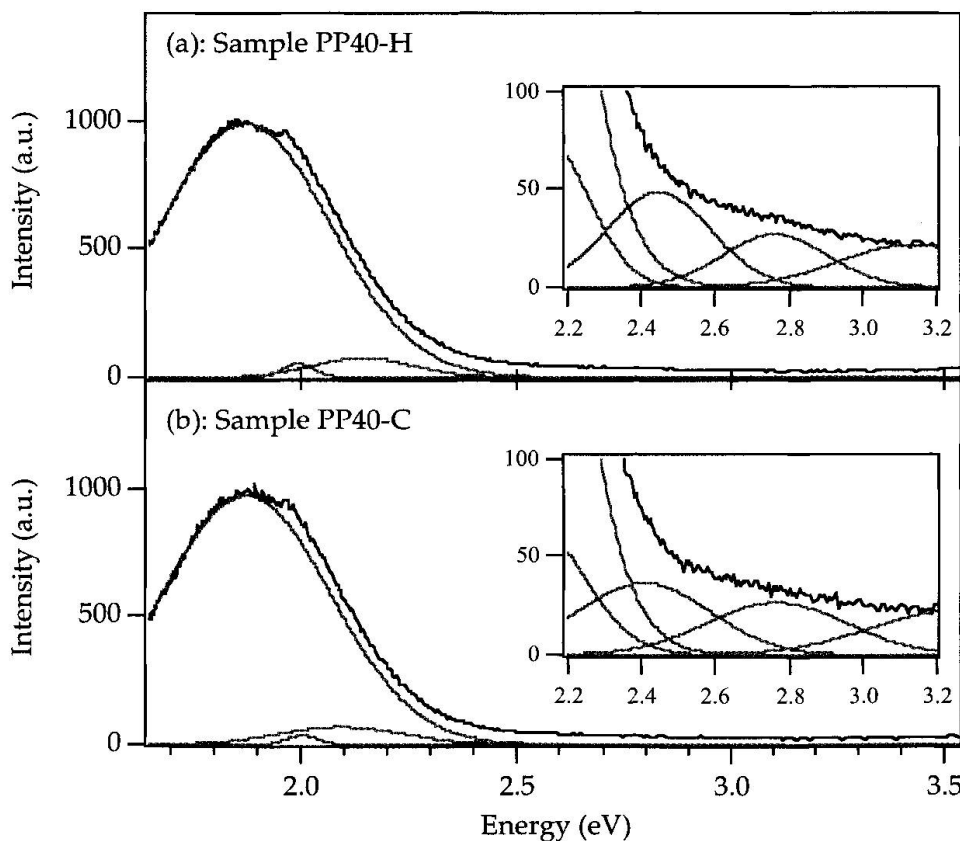 (a): Sample PP40-H
Intensity (a.u.)
1000
500
0
100
50
0
2.2 2.4 2.6 2.8 3.0 3.2
(b): Sample PP40-C
Intensity (a.u.)
1000
500
0
100
50
0
2.2 2.4 2.6 2.8 3.0 3.2
2.0 2.5 3.0 3.5
Energy (eV)